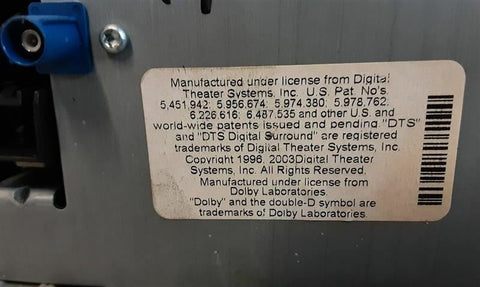 Manufactured under license from Digital
Theater Systems, Inc. U.S. Pat. No's
5,451,942; 5,956,674; 5,974,380; 5,978,762;
6,226,616; 6,487,535 and other U.S. and
world-wide patents issued and pending "DTS"
and "DTS Digital Surround" are registered
trademarks of Digital Theater Systems, Inc.
Copyright 1996, 2003Digital Theater
Systems, Inc. All Rights Reserved.
Manufactured under license from
Dolby Laboratories.
"Dolby" and the double-D symbol are
trademarks of Dolby Laboratories.